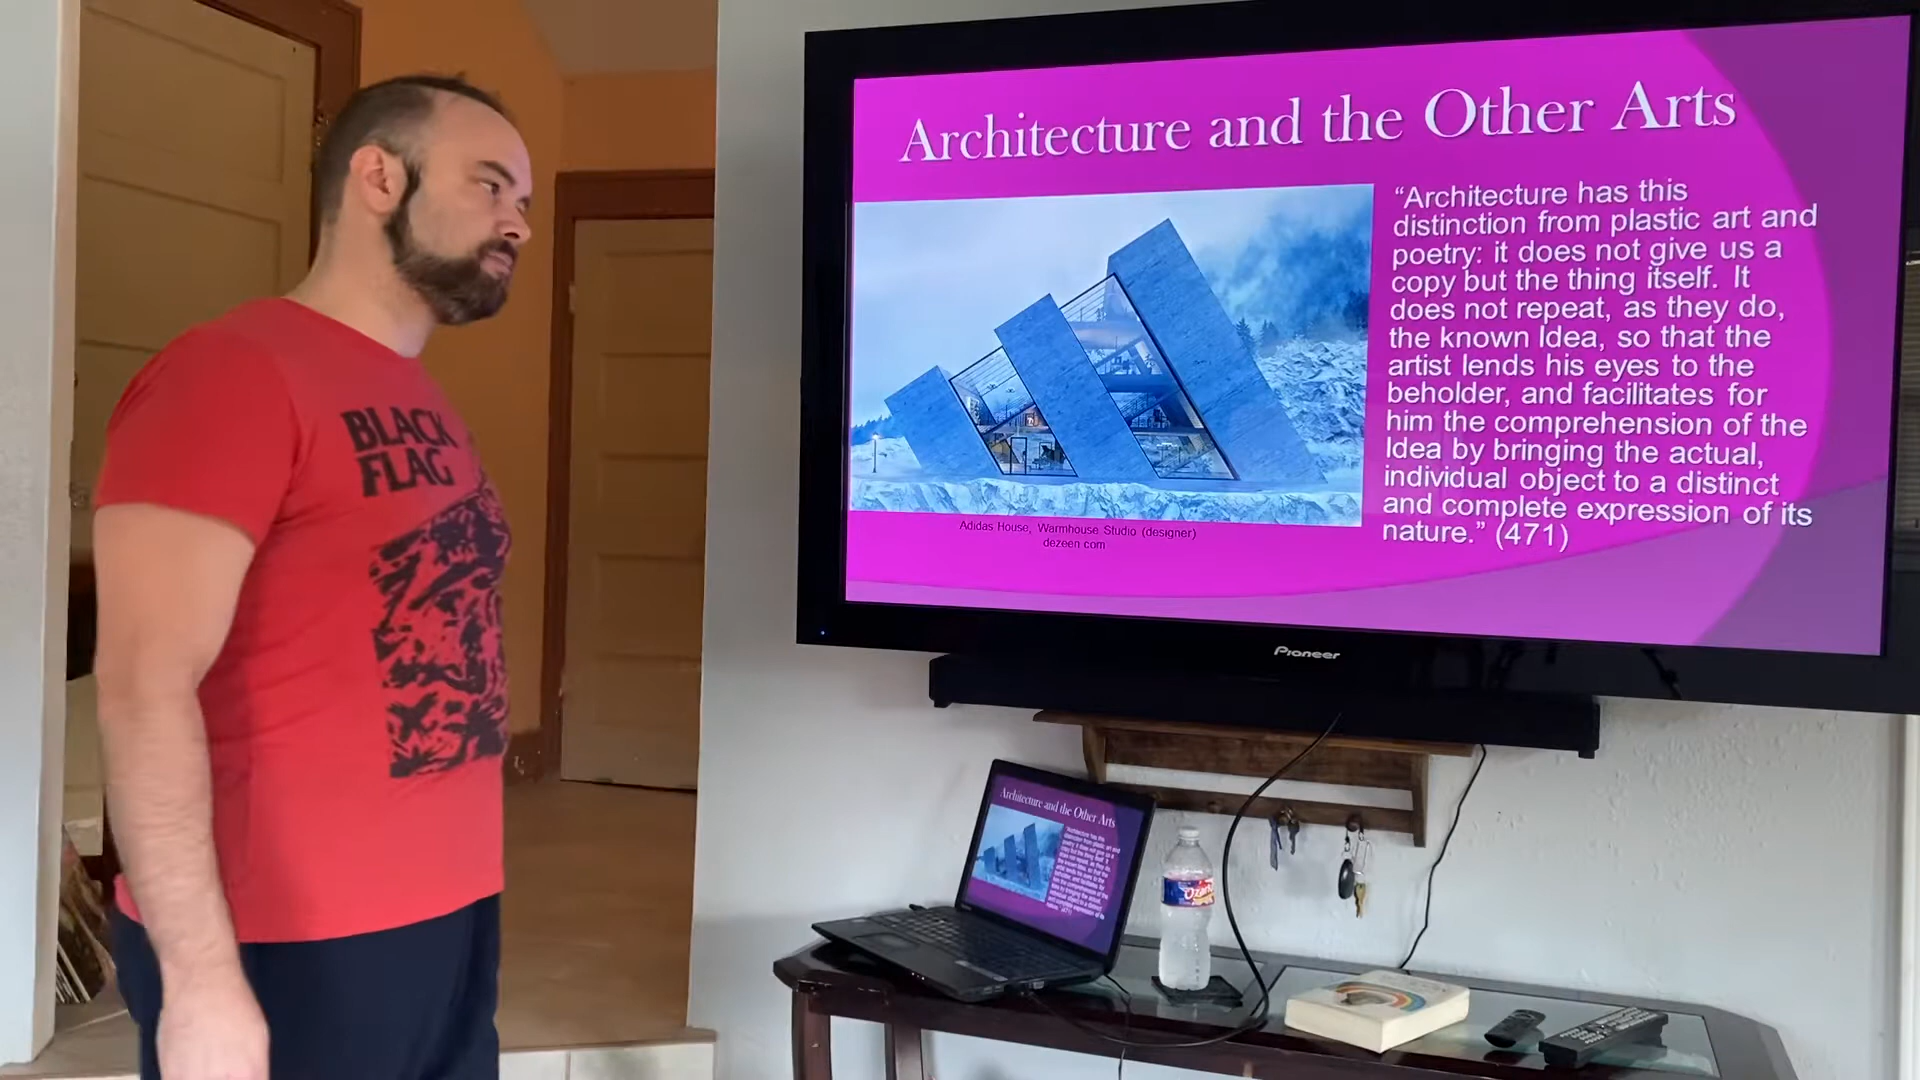 Architecture and the Other Arts
“Architecture has this
distinction from plastic art and
poetry: it does not give us a
copy but the thing itself. It
does not repeat, as they do,
the known Idea, so that the
artist lends his eyes to the
beholder, and facilitates for
him the comprehension of the
Idea by bringing the actual,
individual object to a distinct
and complete expression of its
nature.” (471)
Adidas House, Warmhouse Studio (designer)
dezeen.com
BLACK
FLAG
Pioneer
Architecture and the Other Arts